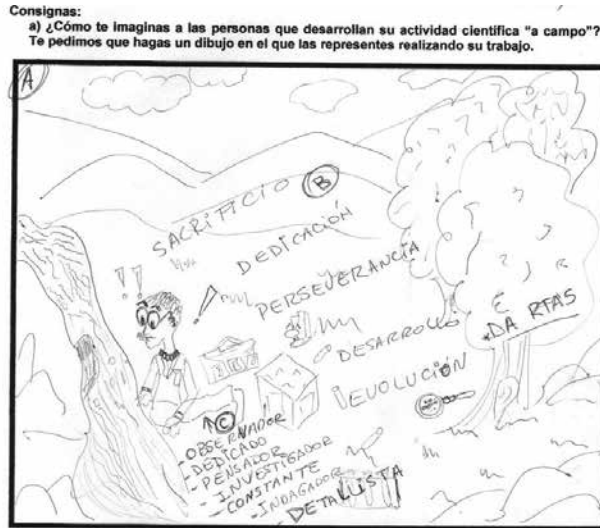 Consignas:
a) ¿Cómo te imaginas a las personas que desarrollan su actividad científica "a campo"?
Te pedimos que hagas un dibujo en el que las representes realizando su trabajo.
A
SACRIFICIO B
DEDICACIÓN
PERSEVERANCIA
DESARROLLO
EVOLUCIÓN
C
- OBSERVADOR
- DEDICADO
- PENSADOR
- INVESTIGADOR
- CONSTANTE
- INDAGADOR
DETALLISTA